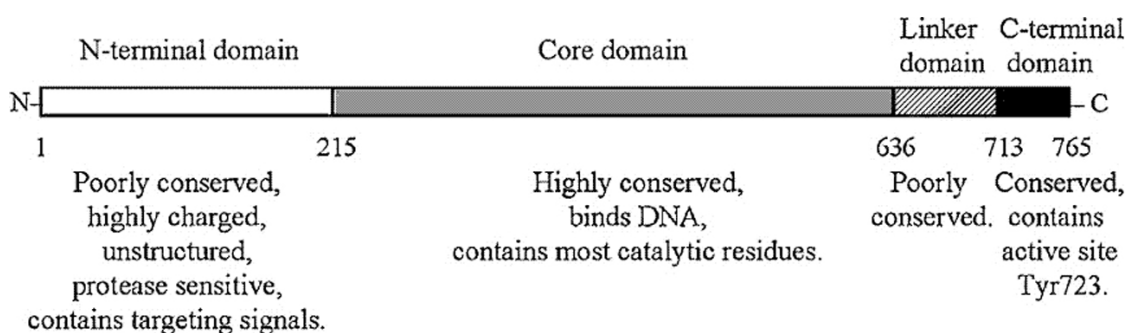 N-terminal domain
Core domain
Linker domain
C-terminal domain
N
C
1
215
636
713
765
Poorly conserved,
highly charged,
unstructured,
protease sensitive,
contains targeting signals.
Highly conserved,
binds DNA,
contains most catalytic residues.
Poorly
conserved.
Conserved,
contains
active site
Tyr723.